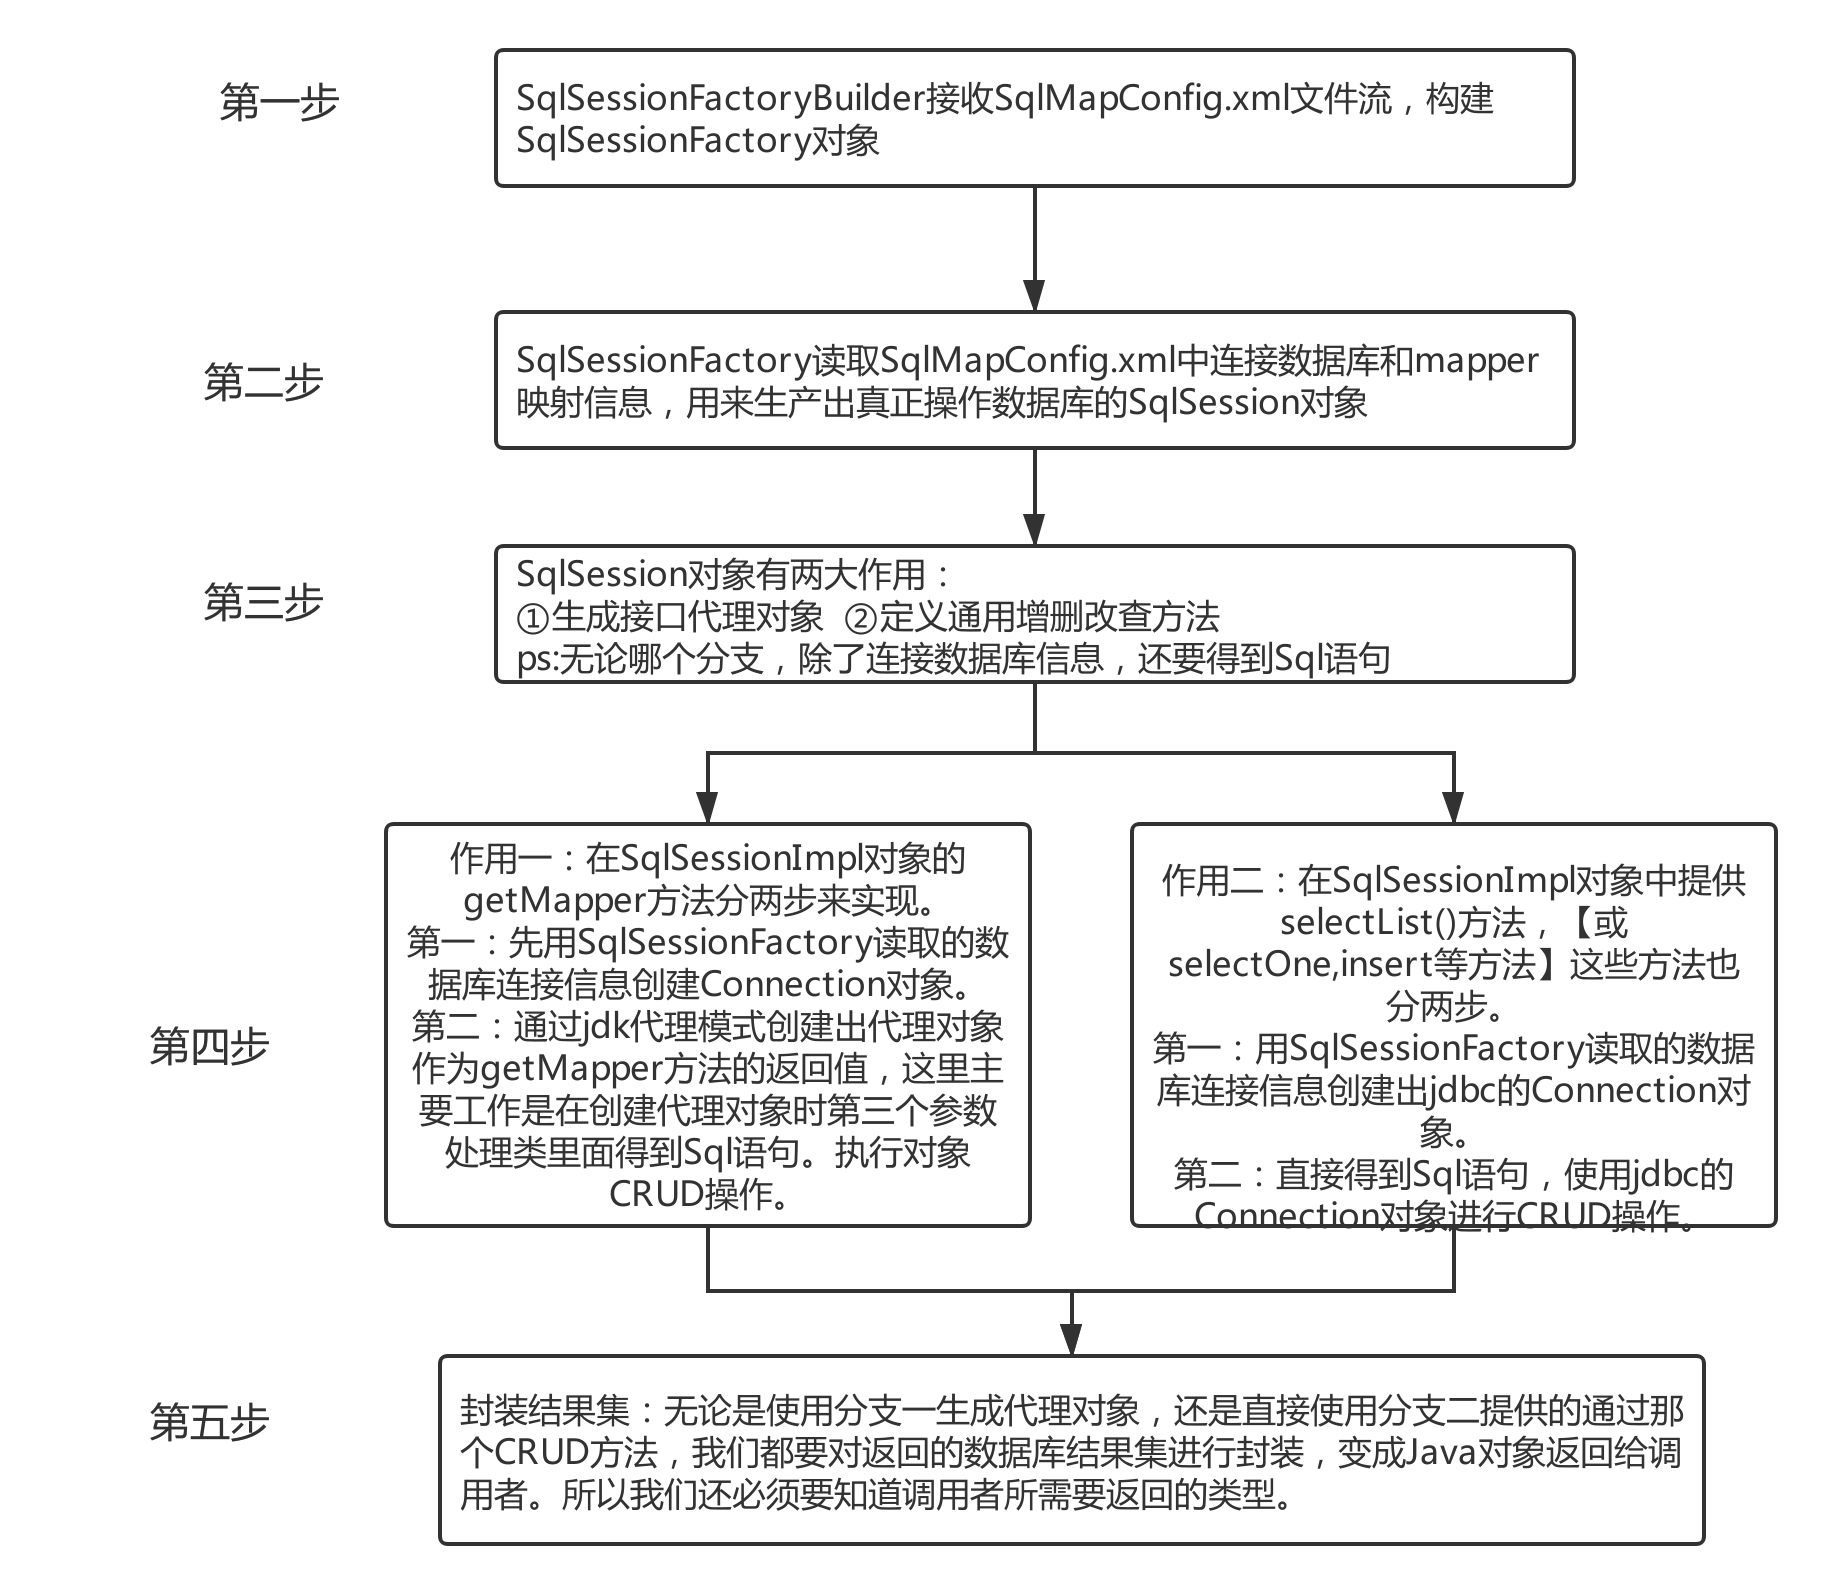 第一步
SqlSessionFactoryBuilder接收SqlMapConfig.xml文件流，构建
SqlSessionFactory对象
第二步
SqlSessionFactory读取SqlMapConfig.xml中连接数据库和mapper
映射信息，用来生产出真正操作数据库的SqlSession对象
第三步
SqlSession对象有两大作用：
①生成接口代理对象 ②定义通用增删改查方法
ps:无论哪个分支，除了连接数据库信息，还要得到Sql语句
第四步
作用一：在SqlSessionImpl对象的
getMapper方法分两步来实现。
第一：先用SqlSessionFactory读取的数
据库连接信息创建Connection对象。
第二：通过jdk代理模式创建出代理对象
作为getMapper方法的返回值，这里主
要工作是在创建代理对象时第三个参数
处理类里面得到Sql语句。执行对象
CRUD操作。
作用二：在SqlSessionImpl对象中提供
selectList()方法，【或
selectOne,insert等方法】这些方法也
分两步。
第一：用SqlSessionFactory读取的数据
库连接信息创建出jdbc的Connection对
象。
第二：直接得到Sql语句，使用jdbc的
Connection对象进行CRUD操作。
第五步
封装结果集：无论是使用分支一生成代理对象，还是直接使用分支二提供的通过那
个CRUD方法，我们都要对返回的数据库结果集进行封装，变成Java对象返回给调
用者。所以我们还必须要知道调用者所需要返回的类型。